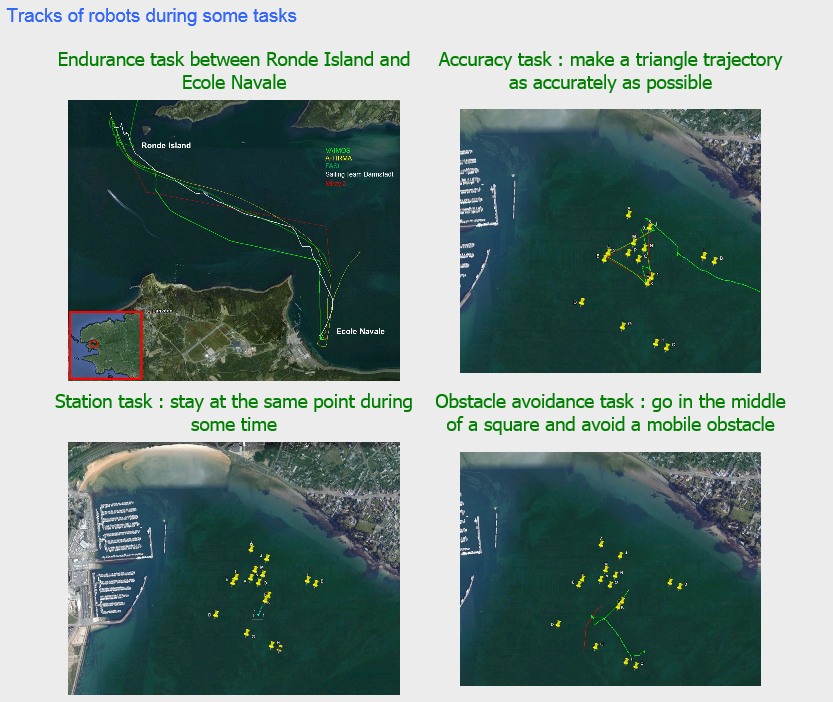 Tracks of robots during some tasks
Endurance task between Ronde Island and
Ecole Navale
Ronde Island
VAIMOS
Sailing Team Darmstadt
Ecole Navale
Accuracy task : make a triangle trajectory
as accurately as possible
Station task : stay at the same point during
some time
Obstacle avoidance task : go in the middle
of a square and avoid a mobile obstacle